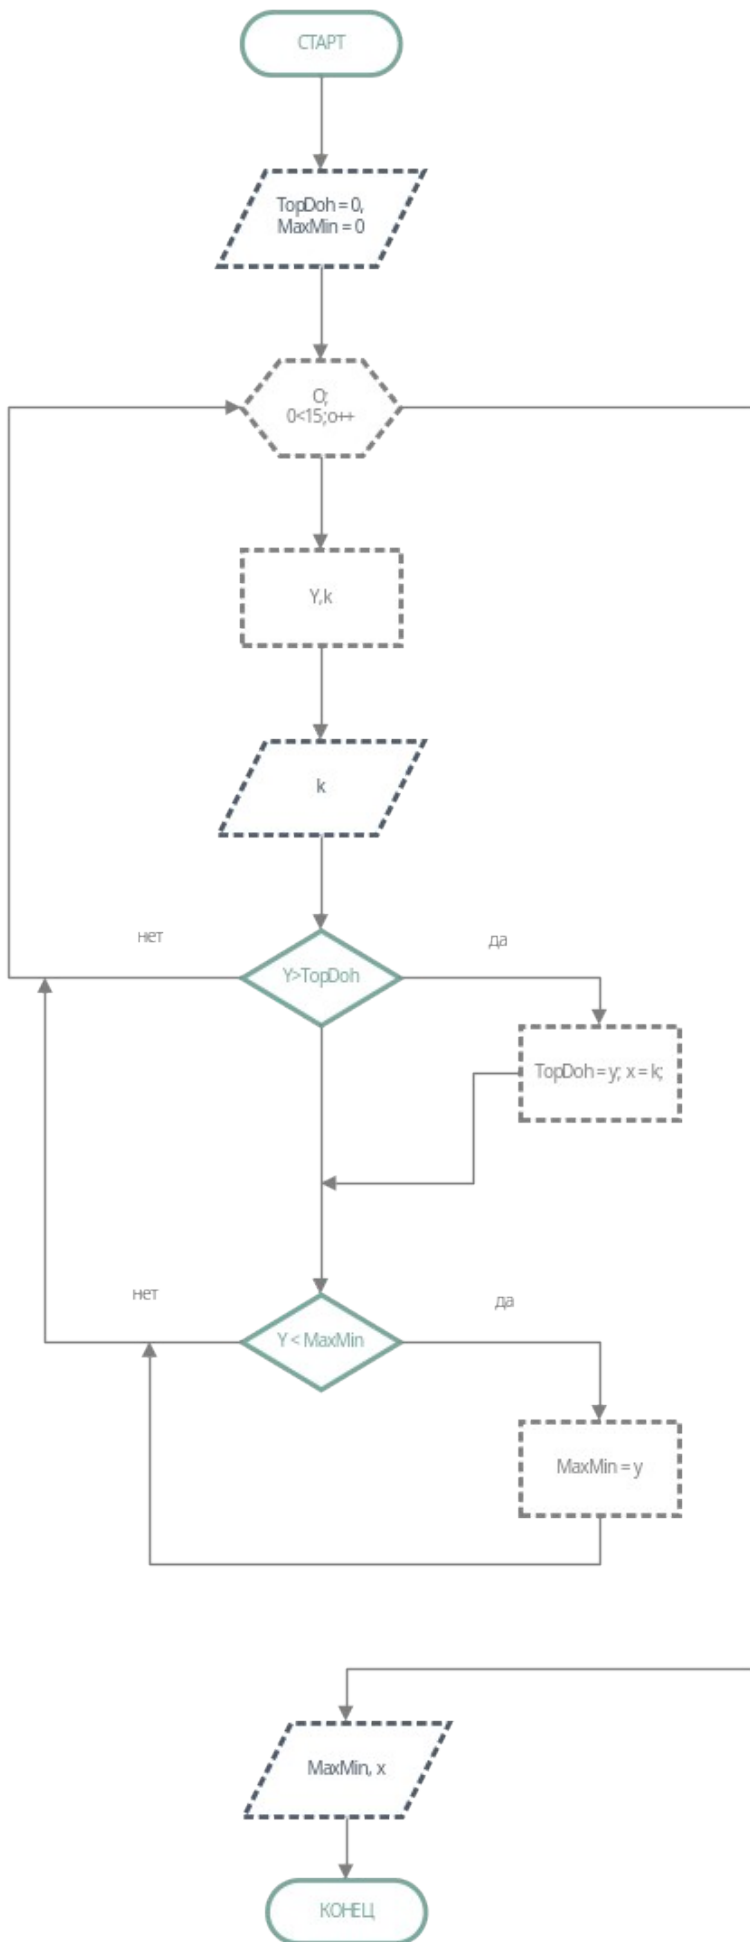 СТАРТ
TopDoh = 0,
MaxMin = 0
O;
0<15;o++
Y,k
k
нет
да
Y>TopDoh
TopDoh = y; x = k;
нет
да
Y < MaxMin
MaxMin = y
MaxMin, x
КОНЕЦ